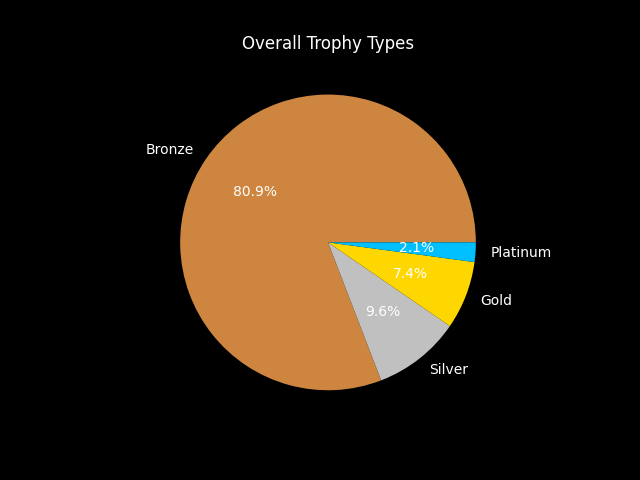 Overall Trophy Types
Bronze
80.9%
2.1%
Platinum
7.4%
Gold
9.6%
Silver